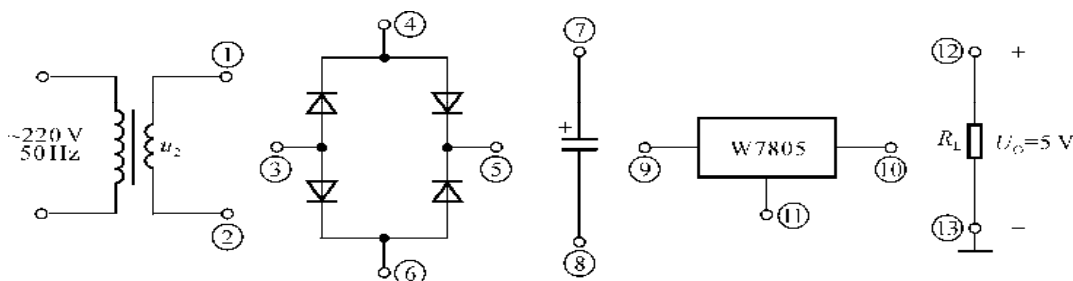 ① ② ~220 V
50 Hz
u₂
③ ④ ⑤ ⑥
⑦ + ⑧
⑨ W7805 ⑩
⑪
⑫ +
R_L U_O=5 V
⑬ −